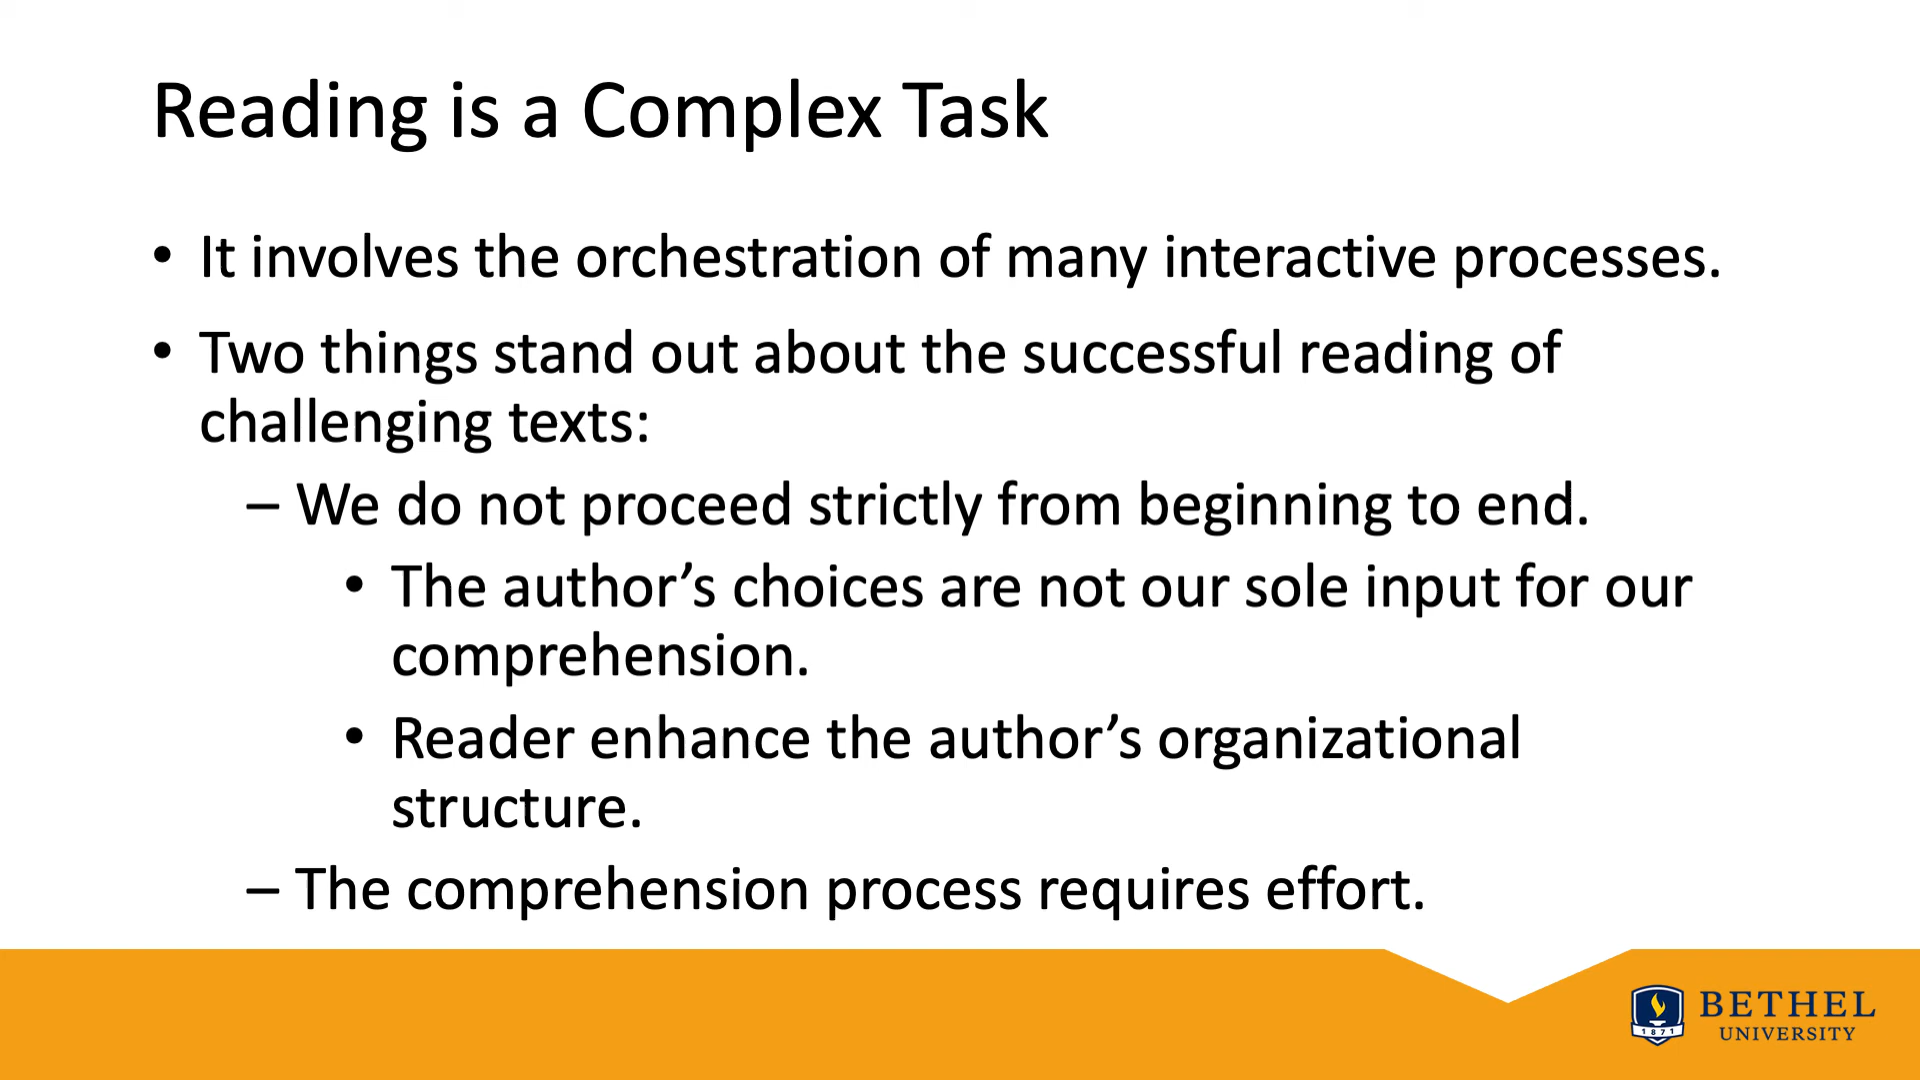 Reading is a Complex Task
• It involves the orchestration of many interactive processes.
• Two things stand out about the successful reading of
challenging texts:
– We do not proceed strictly from beginning to end.
• The author’s choices are not our sole input for our
comprehension.
• Reader enhance the author’s organizational
structure.
– The comprehension process requires effort.
1871
BETHEL
UNIVERSITY